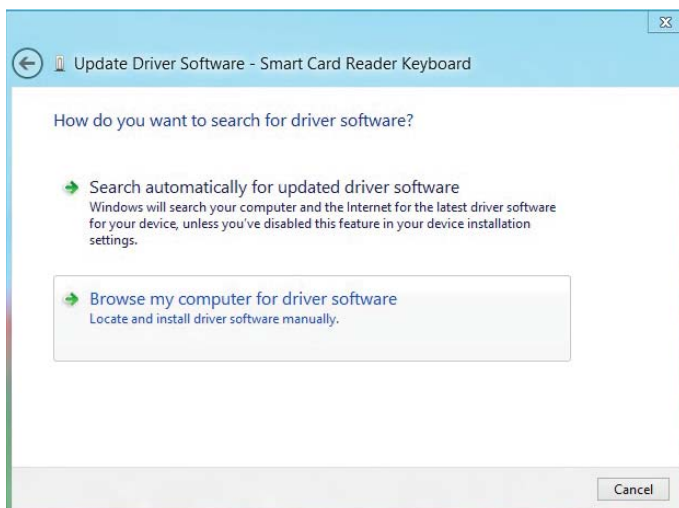 Update Driver Software - Smart Card Reader Keyboard
How do you want to search for driver software?
Search automatically for updated driver software
Windows will search your computer and the Internet for the latest driver software
for your device, unless you've disabled this feature in your device installation
settings.
Browse my computer for driver software
Locate and install driver software manually.
Cancel